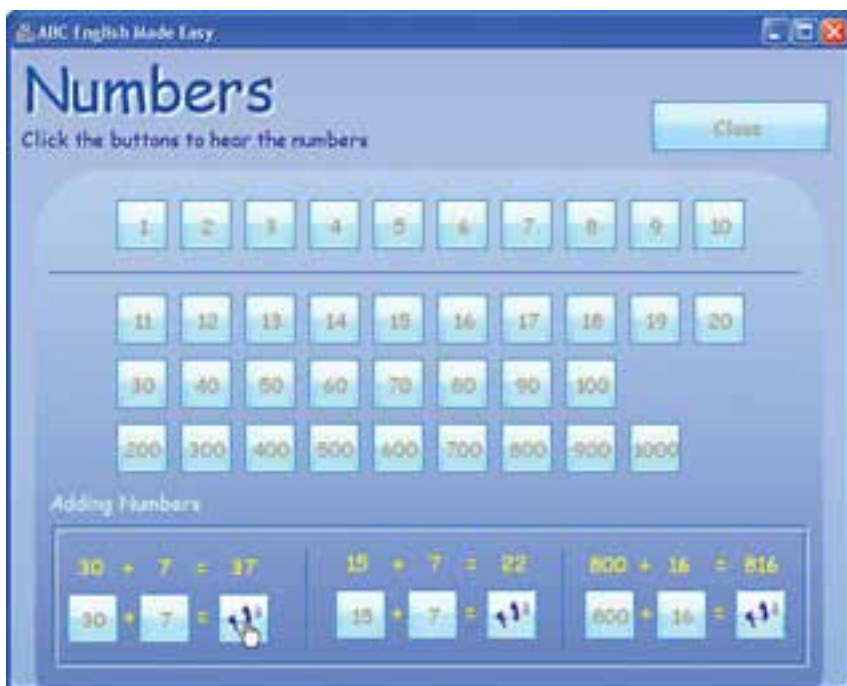 ABC English Made Easy
Numbers
Click the buttons to hear the numbers
Close
1 2 3 4 5 6 7 8 9 10
11 12 13 14 15 16 17 18 19 20
30 40 50 60 70 80 90 100
200 300 400 500 600 700 800 900 1000
Adding Numbers
30 + 7 = 37 15 + 7 = 22 800 + 16 = 816
30 + 7 = 15 + 7 = 800 + 16 =